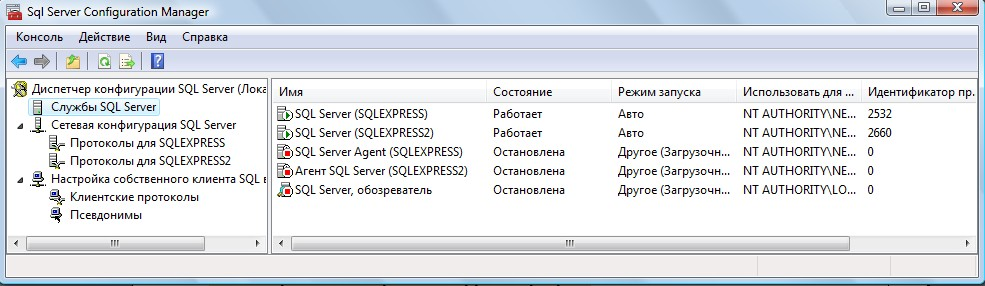 Sql Server Configuration Manager
Консоль Действие Вид Справка
Диспетчер конфигурации SQL Server (Лока
Службы SQL Server
Сетевая конфигурация SQL Server
Протоколы для SQLEXPRESS
Протоколы для SQLEXPRESS2
Настройка собственного клиента SQL в
Клиентские протоколы
Псевдонимы
Имя Состояние Режим запуска Использовать для ... Идентификатор пр.
SQL Server (SQLEXPRESS) Работает Авто NT AUTHORITY\NE... 2532
SQL Server (SQLEXPRESS2) Работает Авто NT AUTHORITY\NE... 2660
SQL Server Agent (SQLEXPRESS) Остановлена Другое (Загрузочн... NT AUTHORITY\NE... 0
Агент SQL Server (SQLEXPRESS2) Остановлена Другое (Загрузочн... NT AUTHORITY\NE... 0
SQL Server, обозреватель Остановлена Другое (Загрузочн... NT AUTHORITY\LO... 0